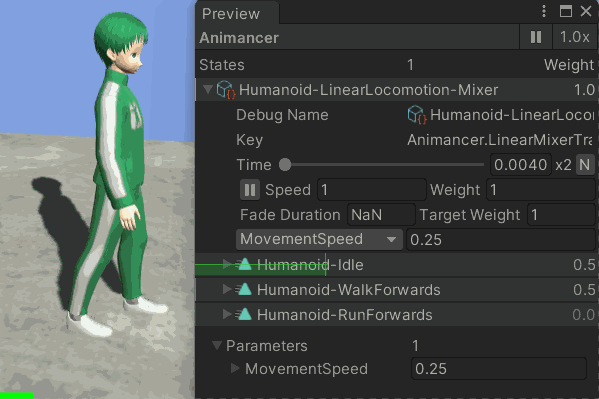 Preview
Animancer 1.0x
States 1 Weight
Humanoid-LinearLocomotion-Mixer 1.0
Debug Name Humanoid-LinearLoco
Key Animancer.LinearMixerTra
Time 0.0040 x2 N
Speed 1 Weight 1
Fade Duration NaN Target Weight 1
MovementSpeed 0.25
Humanoid-Idle 0.5
Humanoid-WalkForwards 0.5
Humanoid-RunForwards 0.0
Parameters 1
MovementSpeed 0.25